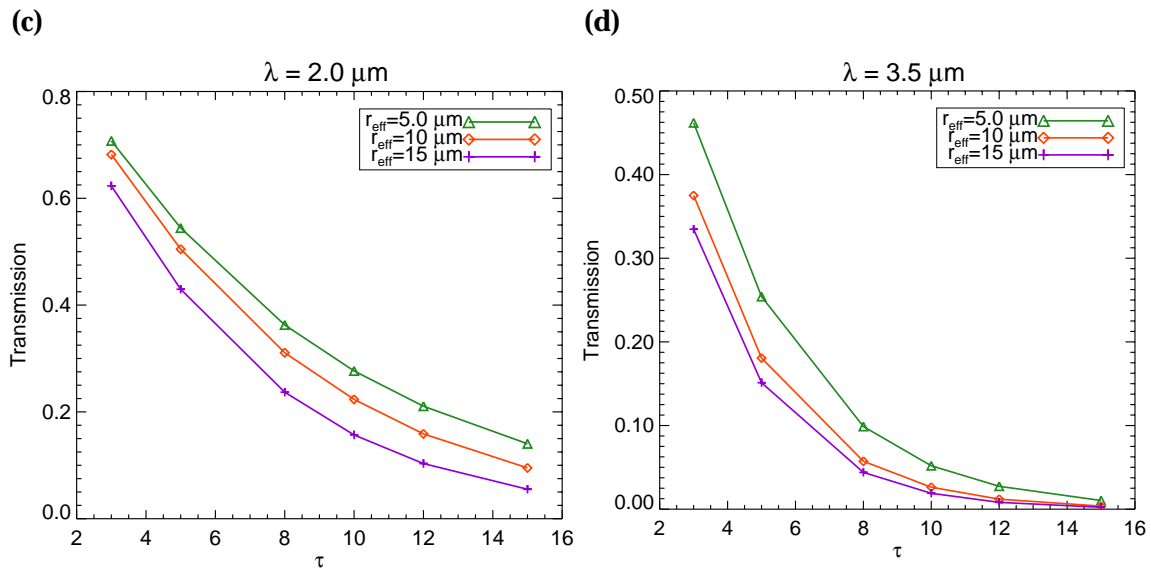 (c)
λ = 2.0 μm
0.8
0.6
0.4
0.2
0.0
Transmission
r_eff=5.0 μm
r_eff=10 μm
r_eff=15 μm
2 4 6 8 10 12 14 16
τ
(d)
λ = 3.5 μm
0.50
0.40
0.30
0.20
0.10
0.00
Transmission
r_eff=5.0 μm
r_eff=10 μm
r_eff=15 μm
2 4 6 8 10 12 14 16
τ